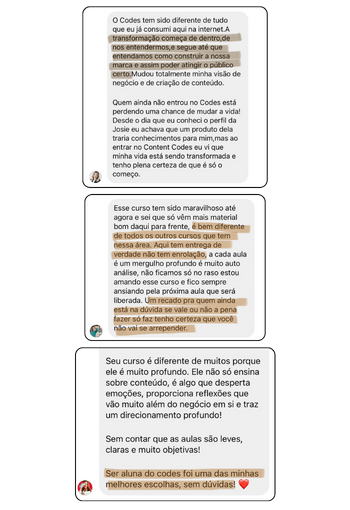 O Codes tem sido diferente de tudo
que eu já consumi aqui na internet.A
transformação começa de dentro,de
nos entendermos,e segue até que
entendamos como construir a nossa
marca e assim poder atingir o público
certo.Mudou totalmente minha visão de
negócio e de criação de conteúdo.
Quem ainda não entrou no Codes está
perdendo uma chance de mudar a vida!
Desde o dia que eu conheci o perfil da
Josie eu achava que um produto dela
traria conhecimentos para mim,mas ao
entrar no Content Codes eu vi que
minha vida está sendo transformada e
tenho plena certeza de que é só o
começo.
Esse curso tem sido maravilhoso até
agora e sei que só vêm mais material
bom daqui para frente, é bem diferente
de todos os outros cursos que tem
nessa área. Aqui tem entrega de
verdade não tem enrolação, a cada aula
é um mergulho profundo é muito auto
análise, não ficamos só no raso estou
amando esse curso e fico sempre
ansiando pela próxima aula que será
liberada. Um recado pra quem ainda
está na dúvida se vale ou não a pena
fazer só faz tenho certeza que você
não vai se arrepender.
Seu curso é diferente de muitos porque
ele é muito profundo. Ele não só ensina
sobre conteúdo, é algo que desperta
emoções, proporciona reflexões que
vão muito além do negócio em si e traz
um direcionamento profundo!
Sem contar que as aulas são leves,
claras e muito objetivas!
Ser aluna do codes foi uma das minhas
melhores escolhas, sem dúvidas! ❤️